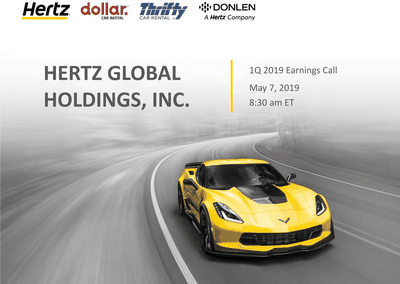 Hertz
dollar.
CAR RENTAL
Thrifty
CAR RENTAL
DONLEN
A Hertz Company
HERTZ GLOBAL
HOLDINGS, INC.
1Q 2019 Earnings Call
May 7, 2019
8:30 am ET